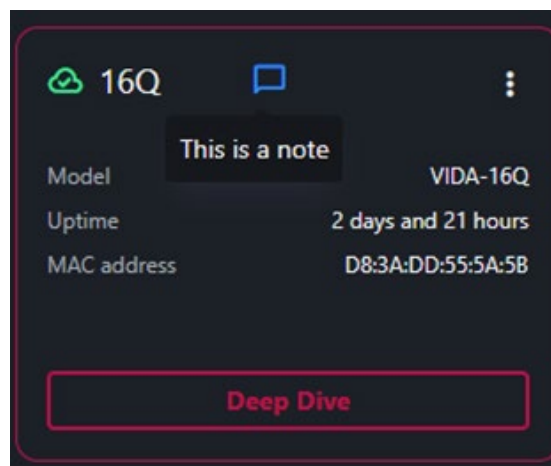 16Q
This is a note
Model VIDA-16Q
Uptime 2 days and 21 hours
MAC address D8:3A:DD:55:5A:5B
Deep Dive